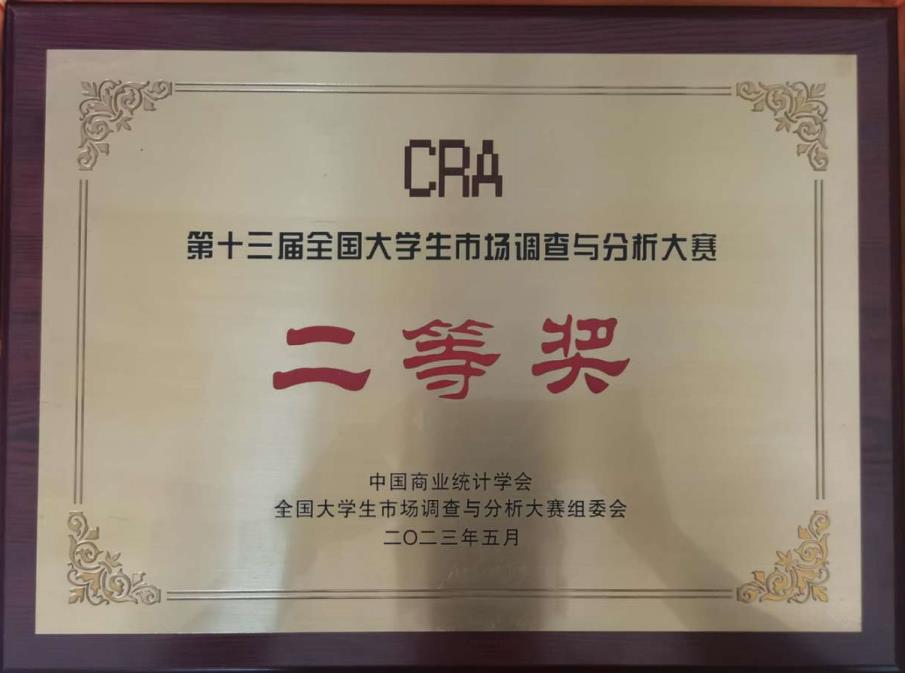 CRA
第十三届全国大学生市场调查与分析大赛
二等奖
中国商业统计学会
全国大学生市场调查与分析大赛组委会
二〇二三年五月